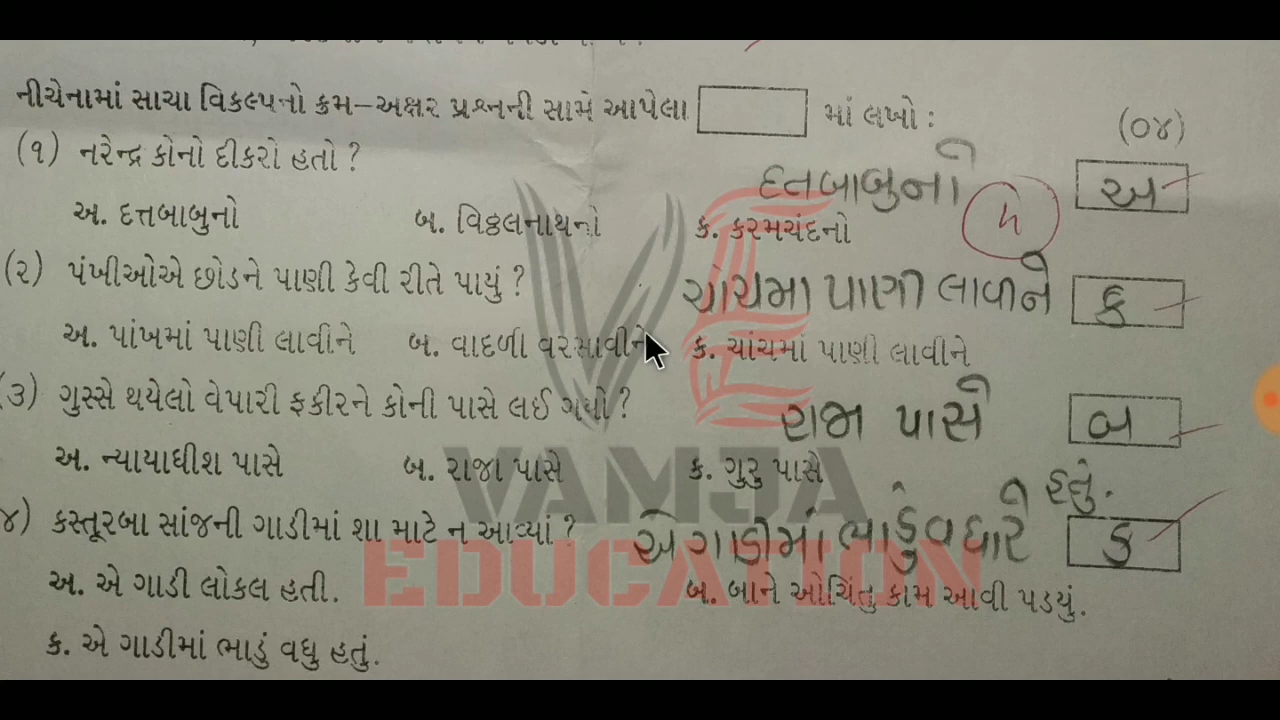 નીચેનામાં સાચા વિકલ્પનો ક્રમ–અક્ષર પ્રશ્નની સામે આપેલા માં લખો : (૦૪)
(૧) નરેન્દ્ર કોનો દીકરો હતો ? દત્તબાબુનો અ
અ. દત્તબાબુનો બ. વિઠ્ઠલનાથનો ક. કરમચંદનો
(૨) પંખીઓએ છોડને પાણી કેવી રીતે પાયું ? ચાંચમા પાણી લાવીને ક
અ. પાંખમાં પાણી લાવીને બ. વાદળી વરસાવીને ક. ચાંચમાં પાણી લાવીને
(૩) ગુસ્સે થયેલો વેપારી ફકીરને કોની પાસે લઈ ગયો ? રાજા પાસે બ
અ. ન્યાયાધીશ પાસે બ. રાજા પાસે ક. ગુરુ પાસે
૪) કસ્તૂરબા સાંજની ગાડીમાં શા માટે ન આવ્યાં ? એ ગાડીમાં ભાડું વધારે હતું. ક
અ. એ ગાડી લોકલ હતી. બ. બાને ઓચિંતુ કામ આવી પડયું.
ક. એ ગાડીમાં ભાડું વધુ હતું.
VAMJA
EDUCATION